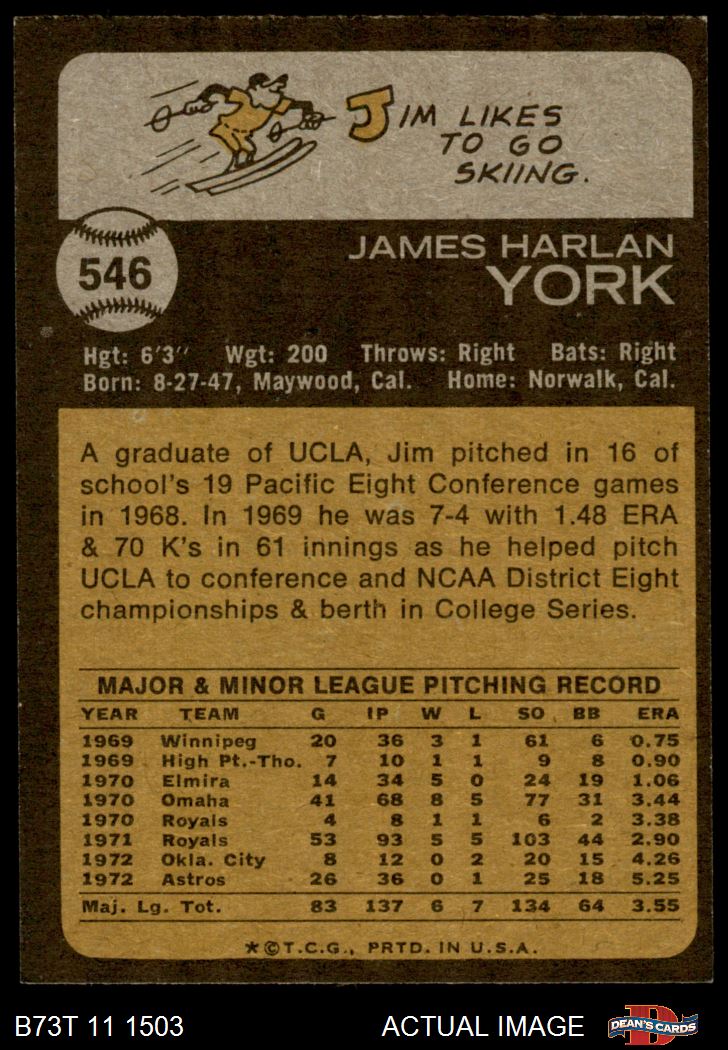 JIM LIKES
TO GO
SKIING.
546
JAMES HARLAN
YORK
Hgt: 6'3" Wgt: 200 Throws: Right Bats: Right
Born: 8-27-47, Maywood, Cal. Home: Norwalk, Cal.
A graduate of UCLA, Jim pitched in 16 of
school's 19 Pacific Eight Conference games
in 1968. In 1969 he was 7-4 with 1.48 ERA
& 70 K's in 61 innings as he helped pitch
UCLA to conference and NCAA District Eight
championships & berth in College Series.
MAJOR & MINOR LEAGUE PITCHING RECORD
YEAR TEAM G IP W L SO BB ERA
1969 Winnipeg 20 36 3 1 61 6 0.75
1969 High Pt.-Tho. 7 10 1 1 9 8 0.90
1970 Elmira 14 34 5 0 24 19 1.06
1970 Omaha 41 68 8 5 77 31 3.44
1970 Royals 4 8 1 1 6 2 3.38
1971 Royals 53 93 5 5 103 44 2.90
1972 Okla. City 8 12 0 2 20 15 4.26
1972 Astros 26 36 0 1 25 18 5.25
Maj. Lg. Tot. 83 137 6 7 134 64 3.55
★©T.C.G., PRTD. IN U.S.A.
B73T 11 1503 ACTUAL IMAGE D DEAN'S CARDS